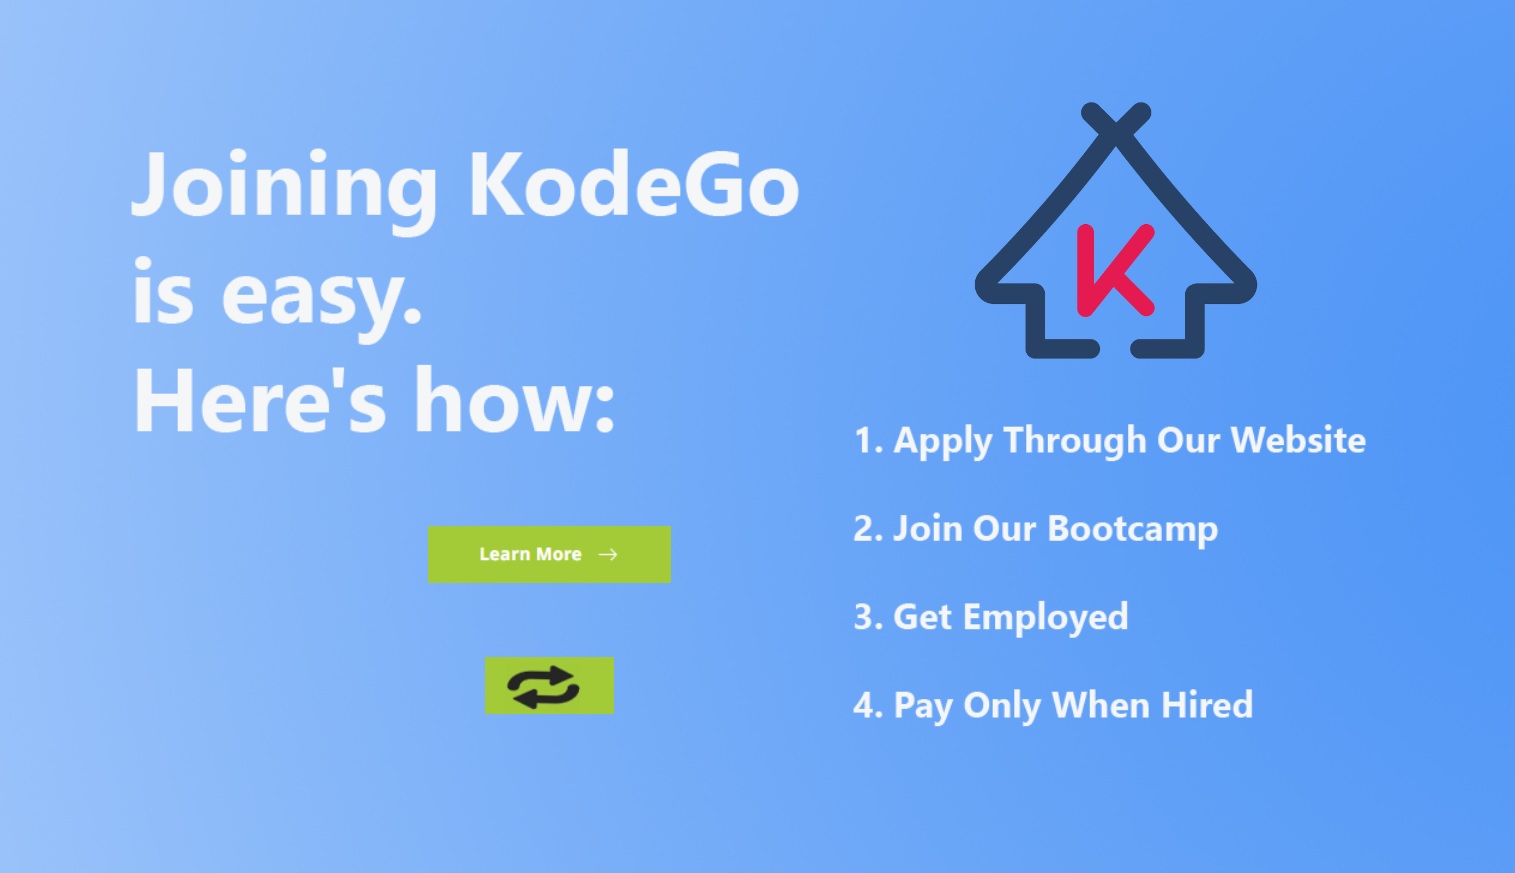 Joining KodeGo
is easy.
Here's how:
Learn More →
K
1. Apply Through Our Website
2. Join Our Bootcamp
3. Get Employed
4. Pay Only When Hired